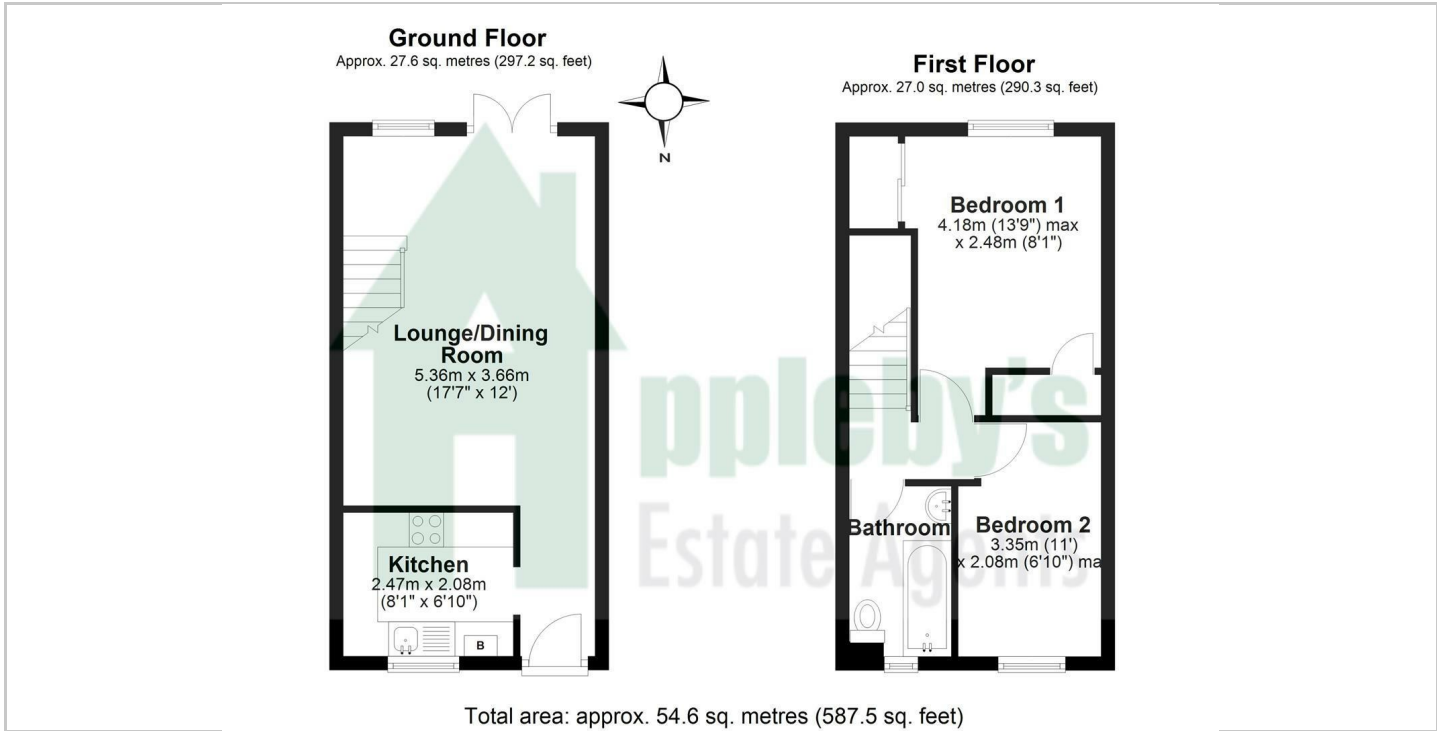 Ground Floor
Approx. 27.6 sq. metres (297.2 sq. feet)
N
Lounge/Dining
Room
5.36m x 3.66m
(17'7" x 12')
Kitchen
2.47m x 2.08m
(8'1" x 6'10")
B
First Floor
Approx. 27.0 sq. metres (290.3 sq. feet)
Bedroom 1
4.18m (13'9") max
x 2.48m (8'1")
Bathroom
Bedroom 2
3.35m (11')
x 2.08m (6'10") ma
ppleby's
Estate Agents
Total area: approx. 54.6 sq. metres (587.5 sq. feet)